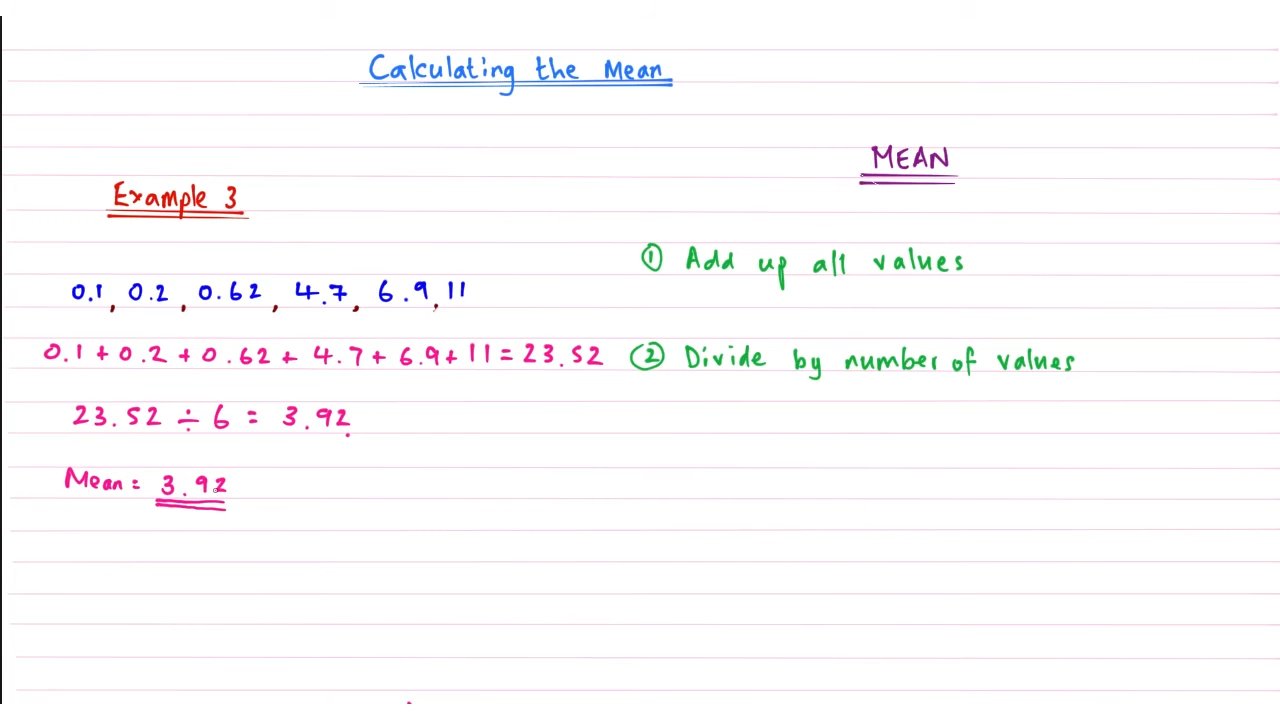 Calculating the Mean
Example 3
0.1, 0.2, 0.62, 4.7, 6.9, 11
0.1 + 0.2 + 0.62 + 4.7 + 6.9 + 11 = 23.52
23.52 ÷ 6 = 3.92
Mean = 3.92
MEAN
① Add up all values
② Divide by number of values